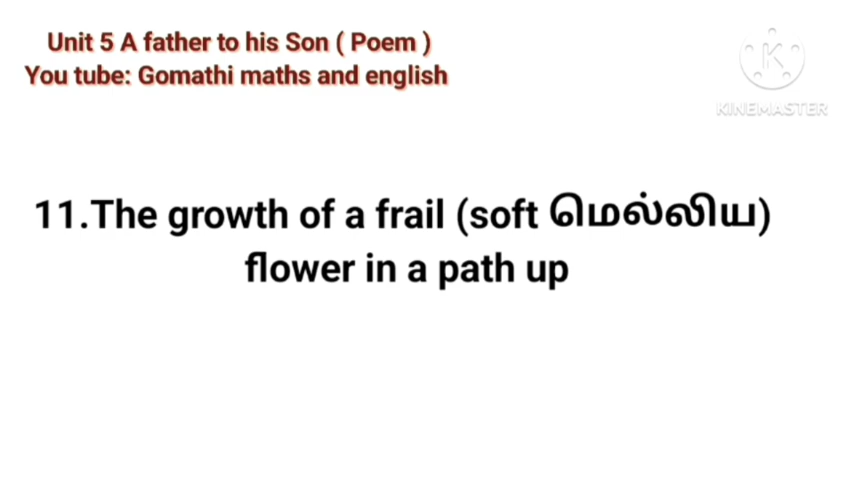 Unit 5 A father to his Son ( Poem )
You tube: Gomathi maths and english
KINEMASTER
11.The growth of a frail (soft மெல்லிய)
flower in a path up